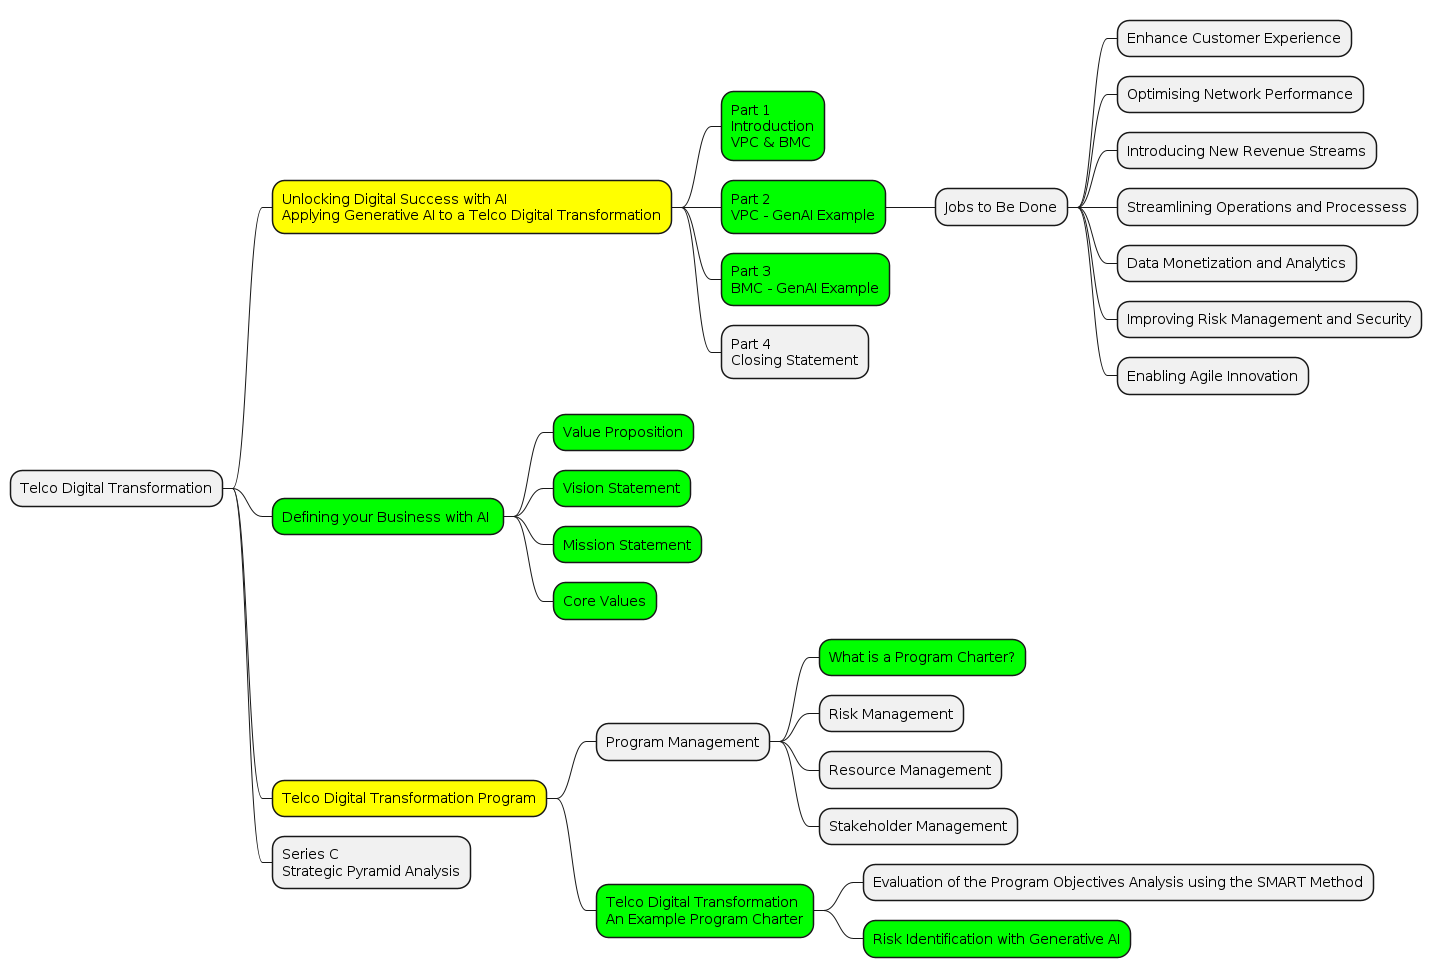 Telco Digital Transformation
Unlocking Digital Success with AI
Applying Generative AI to a Telco Digital Transformation
Part 1
Introduction
VPC & BMC
Part 2
VPC - GenAI Example
Jobs to Be Done
Enhance Customer Experience
Optimising Network Performance
Introducing New Revenue Streams
Streamlining Operations and Processess
Data Monetization and Analytics
Improving Risk Management and Security
Enabling Agile Innovation
Part 3
BMC - GenAI Example
Part 4
Closing Statement
Defining your Business with AI
Value Proposition
Vision Statement
Mission Statement
Core Values
Telco Digital Transformation Program
Program Management
What is a Program Charter?
Risk Management
Resource Management
Stakeholder Management
Telco Digital Transformation
An Example Program Charter
Evaluation of the Program Objectives Analysis using the SMART Method
Risk Identification with Generative AI
Series C
Strategic Pyramid Analysis